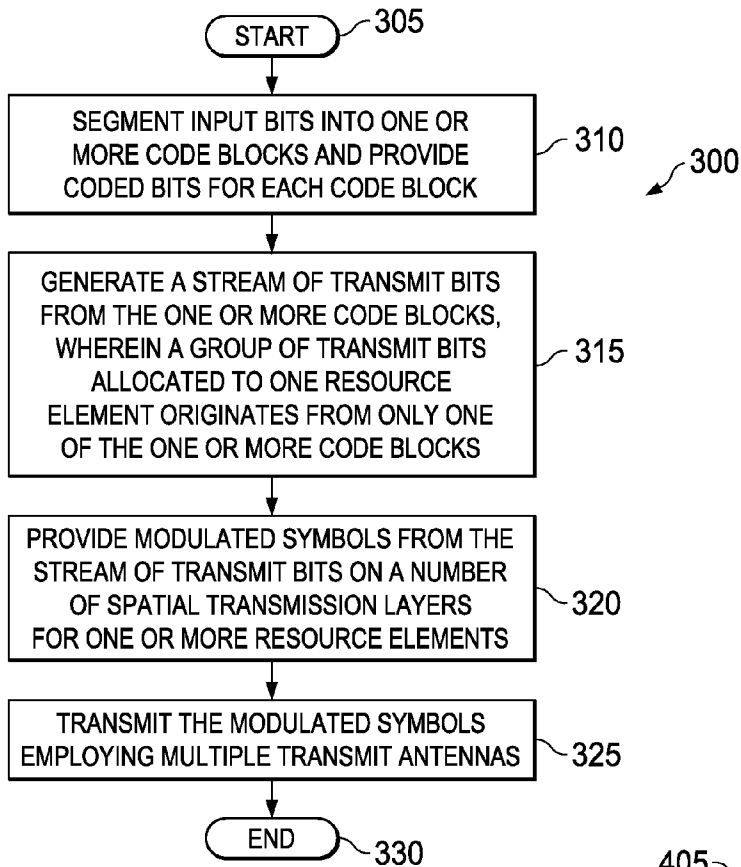 START
305
SEGMENT INPUT BITS INTO ONE OR
MORE CODE BLOCKS AND PROVIDE
CODED BITS FOR EACH CODE BLOCK
310
300
GENERATE A STREAM OF TRANSMIT BITS
FROM THE ONE OR MORE CODE BLOCKS,
WHEREIN A GROUP OF TRANSMIT BITS
ALLOCATED TO ONE RESOURCE
ELEMENT ORIGINATES FROM ONLY ONE
OF THE ONE OR MORE CODE BLOCKS
315
PROVIDE MODULATED SYMBOLS FROM THE
STREAM OF TRANSMIT BITS ON A NUMBER
OF SPATIAL TRANSMISSION LAYERS
FOR ONE OR MORE RESOURCE ELEMENTS
320
TRANSMIT THE MODULATED SYMBOLS
EMPLOYING MULTIPLE TRANSMIT ANTENNAS
325
END
330
405